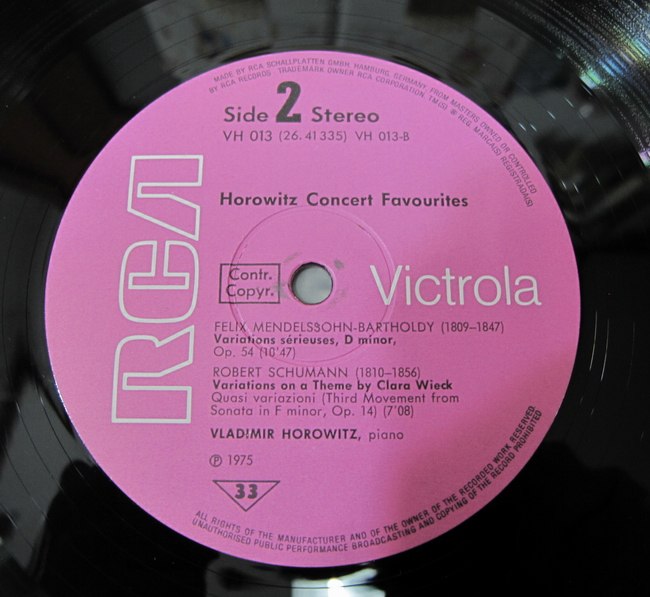 MADE BY RCA SCHALLPLATTEN GMBH, HAMBURG, GERMANY, FROM MASTERS OWNED OR CONTROLLED
BY RCA RECORDS TRADEMARK OWNER RCA CORPORATION, TM(S) ® REG. MARCA(S) REGISTRADA(S)
Side 2 Stereo
VH 013 (26.41335) VH 013-B
RCA
Horowitz Concert Favourites
Contr.
Copyr.
Victrola
FELIX MENDELSSOHN-BARTHOLDY (1809–1847)
Variations sérieuses, D minor,
Op. 54 (10'47)
ROBERT SCHUMANN (1810–1856)
Variations on a Theme by Clara Wieck
Quasi variazioni (Third Movement from
Sonata in F minor, Op. 14) (7'08)
VLADIMIR HOROWITZ, piano
℗ 1975
33
ALL RIGHTS OF THE MANUFACTURER AND OF THE OWNER OF THE RECORDED WORK RESERVED
UNAUTHORISED PUBLIC PERFORMANCE BROADCASTING AND COPYING OF THE RECORD PROHIBITED